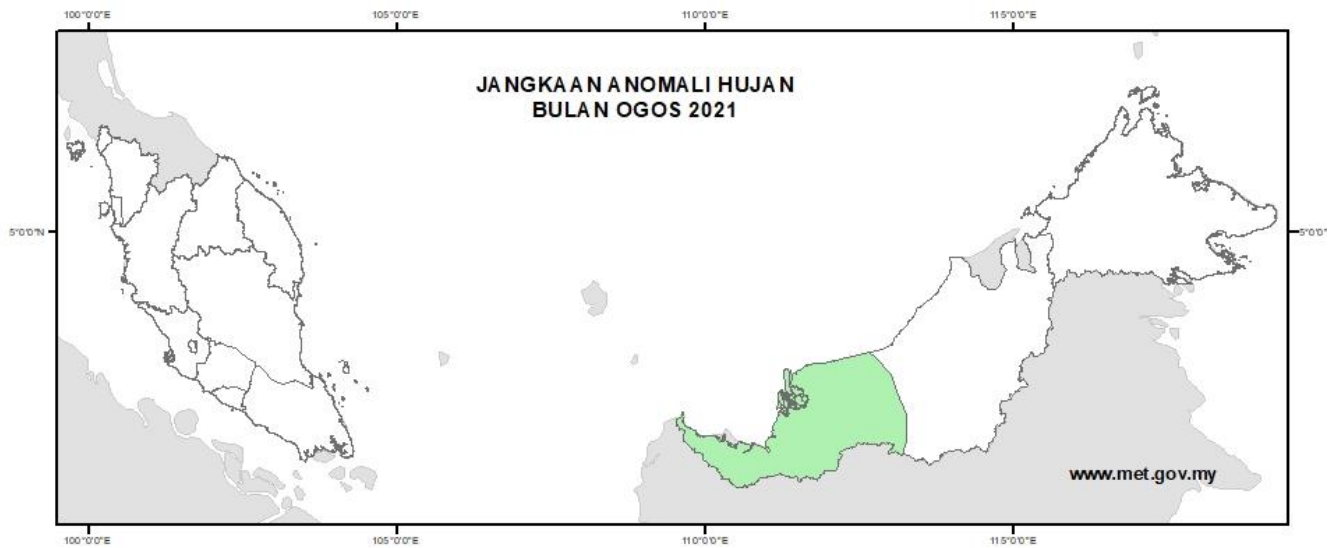 100°0'0"E 105°0'0"E 110°0'0"E 115°0'0"E
JANGKAAN ANOMALI HUJAN
BULAN OGOS 2021
5°0'0"N 5°0'0"
www.met.gov.my
100°0'0"E 105°0'0"E 110°0'0"E 115°0'0"E